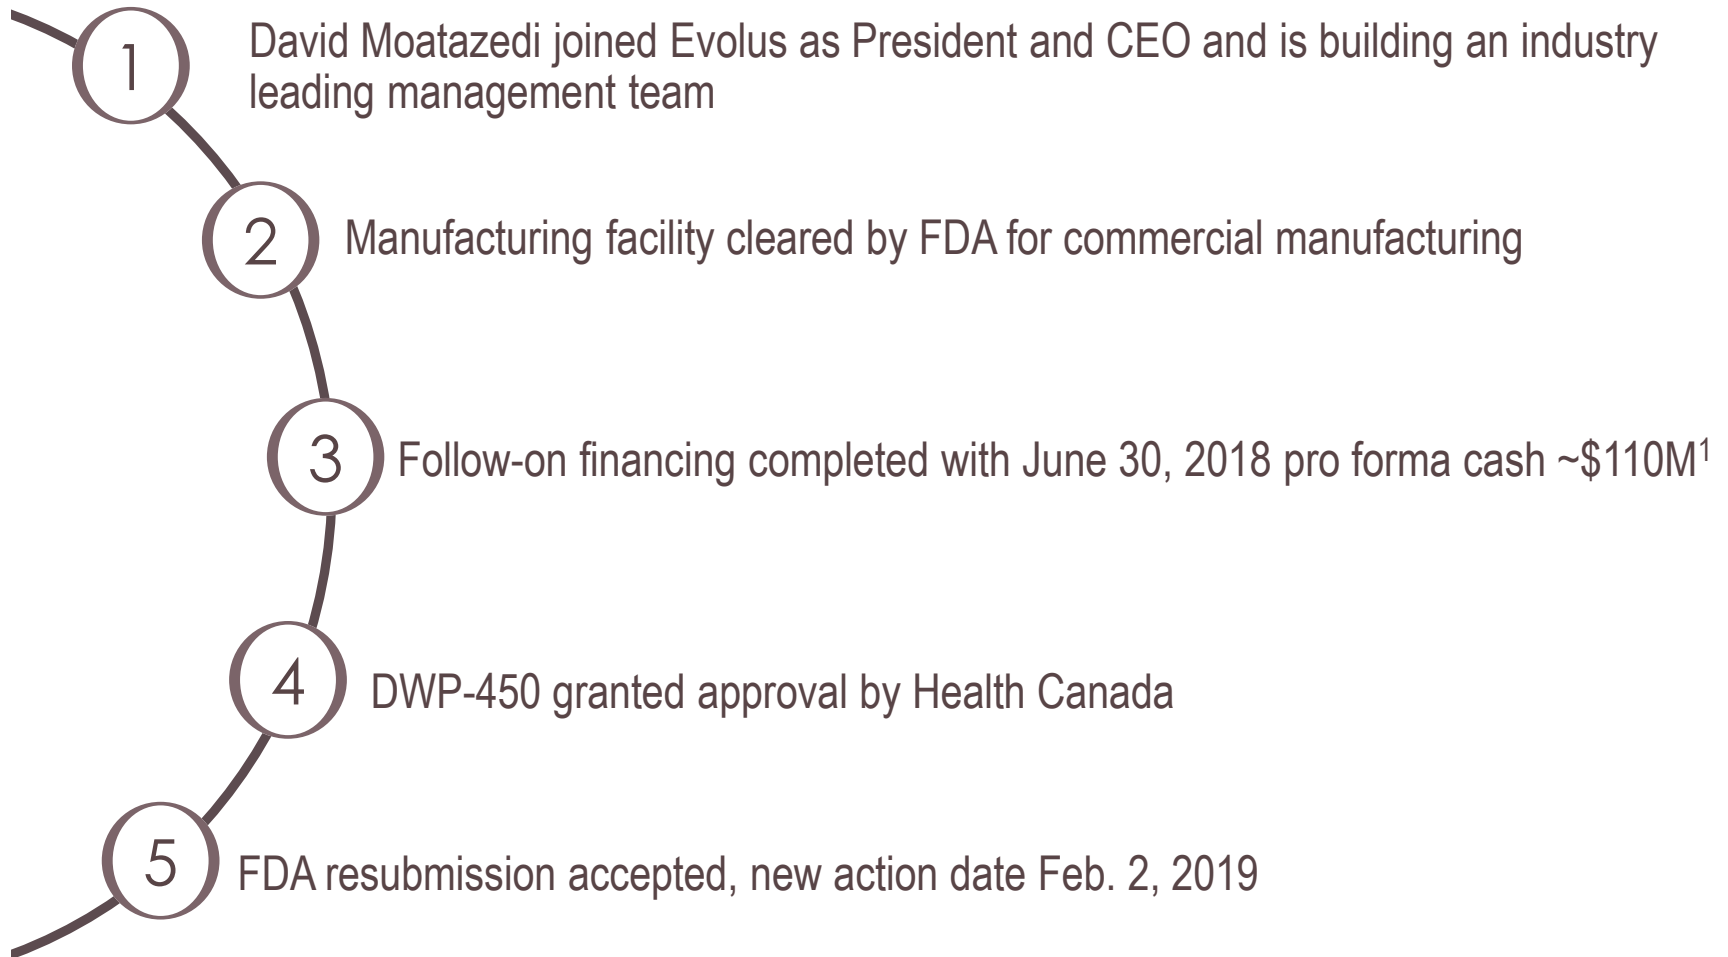 1
David Moatazedi joined Evolus as President and CEO and is building an industry
leading management team
2
Manufacturing facility cleared by FDA for commercial manufacturing
3
Follow-on financing completed with June 30, 2018 pro forma cash ~$110M¹
4
DWP-450 granted approval by Health Canada
5
FDA resubmission accepted, new action date Feb. 2, 2019